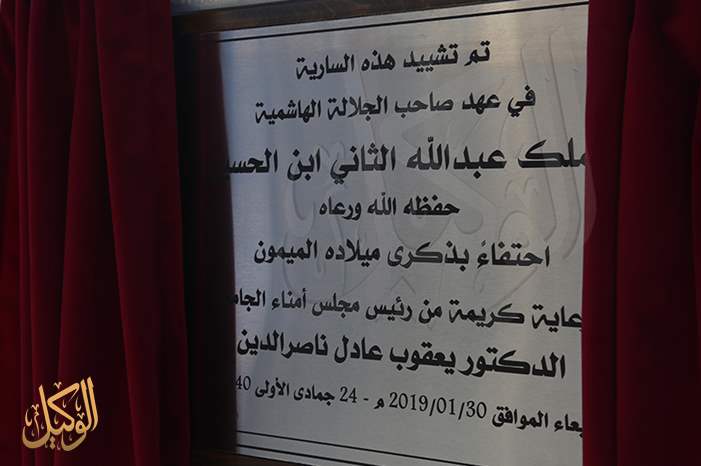 تم تشييد هذه السارية
في عهد صاحب الجلالة الهاشمية
عبدالله الثاني ابن
حفظه الله ورعاه
احتفاءً بذكرى ميلاده الميمون
كريمة من رئيس مجلس أمناء
الدكتور يعقوب عادل ناصرالدين
الموافق 2019/01/30 م - 24 جمادى الأولى
الوكيل